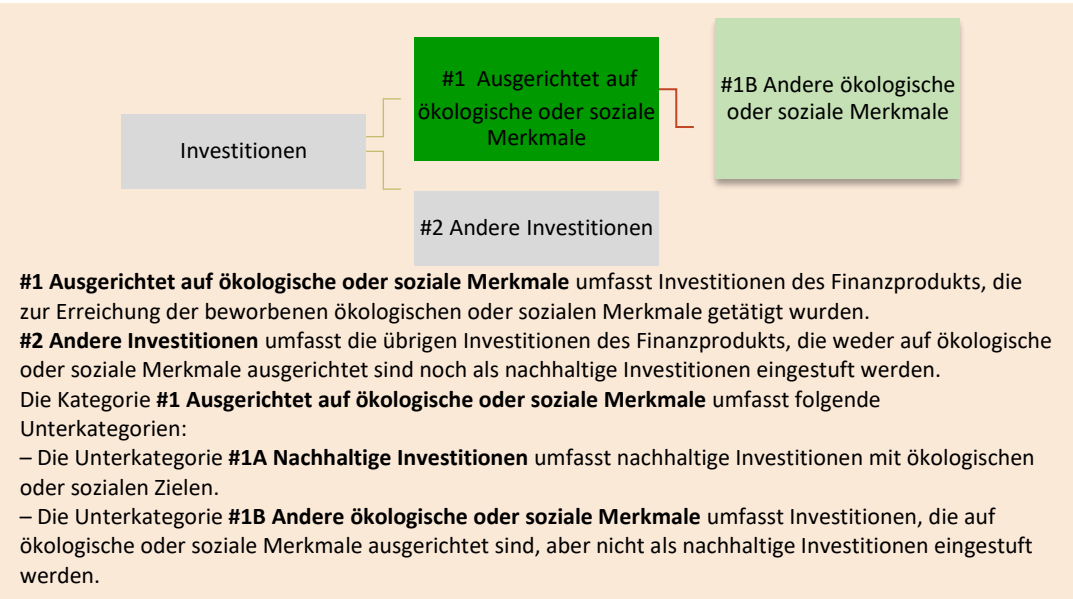 #1 Ausgerichtet auf
ökologische oder soziale
Merkmale
#1B Andere ökologische
oder soziale Merkmale
Investitionen
#2 Andere Investitionen
#1 Ausgerichtet auf ökologische oder soziale Merkmale umfasst Investitionen des Finanzprodukts, die
zur Erreichung der beworbenen ökologischen oder sozialen Merkmale getätigt wurden.
#2 Andere Investitionen umfasst die übrigen Investitionen des Finanzprodukts, die weder auf ökologische
oder soziale Merkmale ausgerichtet sind noch als nachhaltige Investitionen eingestuft werden.
Die Kategorie #1 Ausgerichtet auf ökologische oder soziale Merkmale umfasst folgende
Unterkategorien:
– Die Unterkategorie #1A Nachhaltige Investitionen umfasst nachhaltige Investitionen mit ökologischen
oder sozialen Zielen.
– Die Unterkategorie #1B Andere ökologische oder soziale Merkmale umfasst Investitionen, die auf
ökologische oder soziale Merkmale ausgerichtet sind, aber nicht als nachhaltige Investitionen eingestuft
werden.